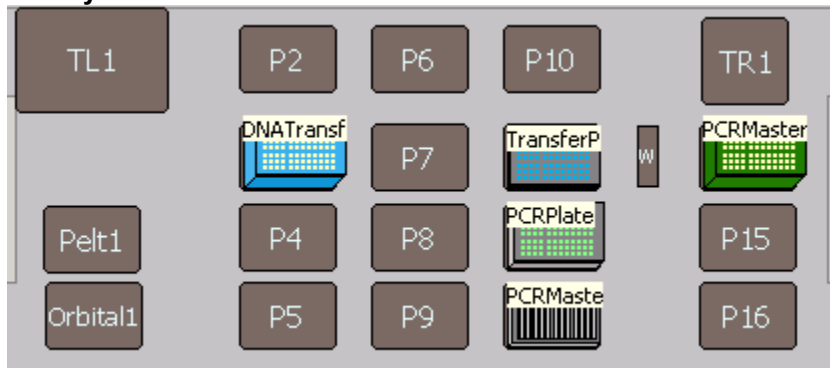 TL1
P2
P6
P10
TR1
DNATransf
P7
TransferP
W
PCRMaster
Pelt1
P4
P8
PCRPlate
P15
Orbital1
P5
P9
PCRMaste
P16